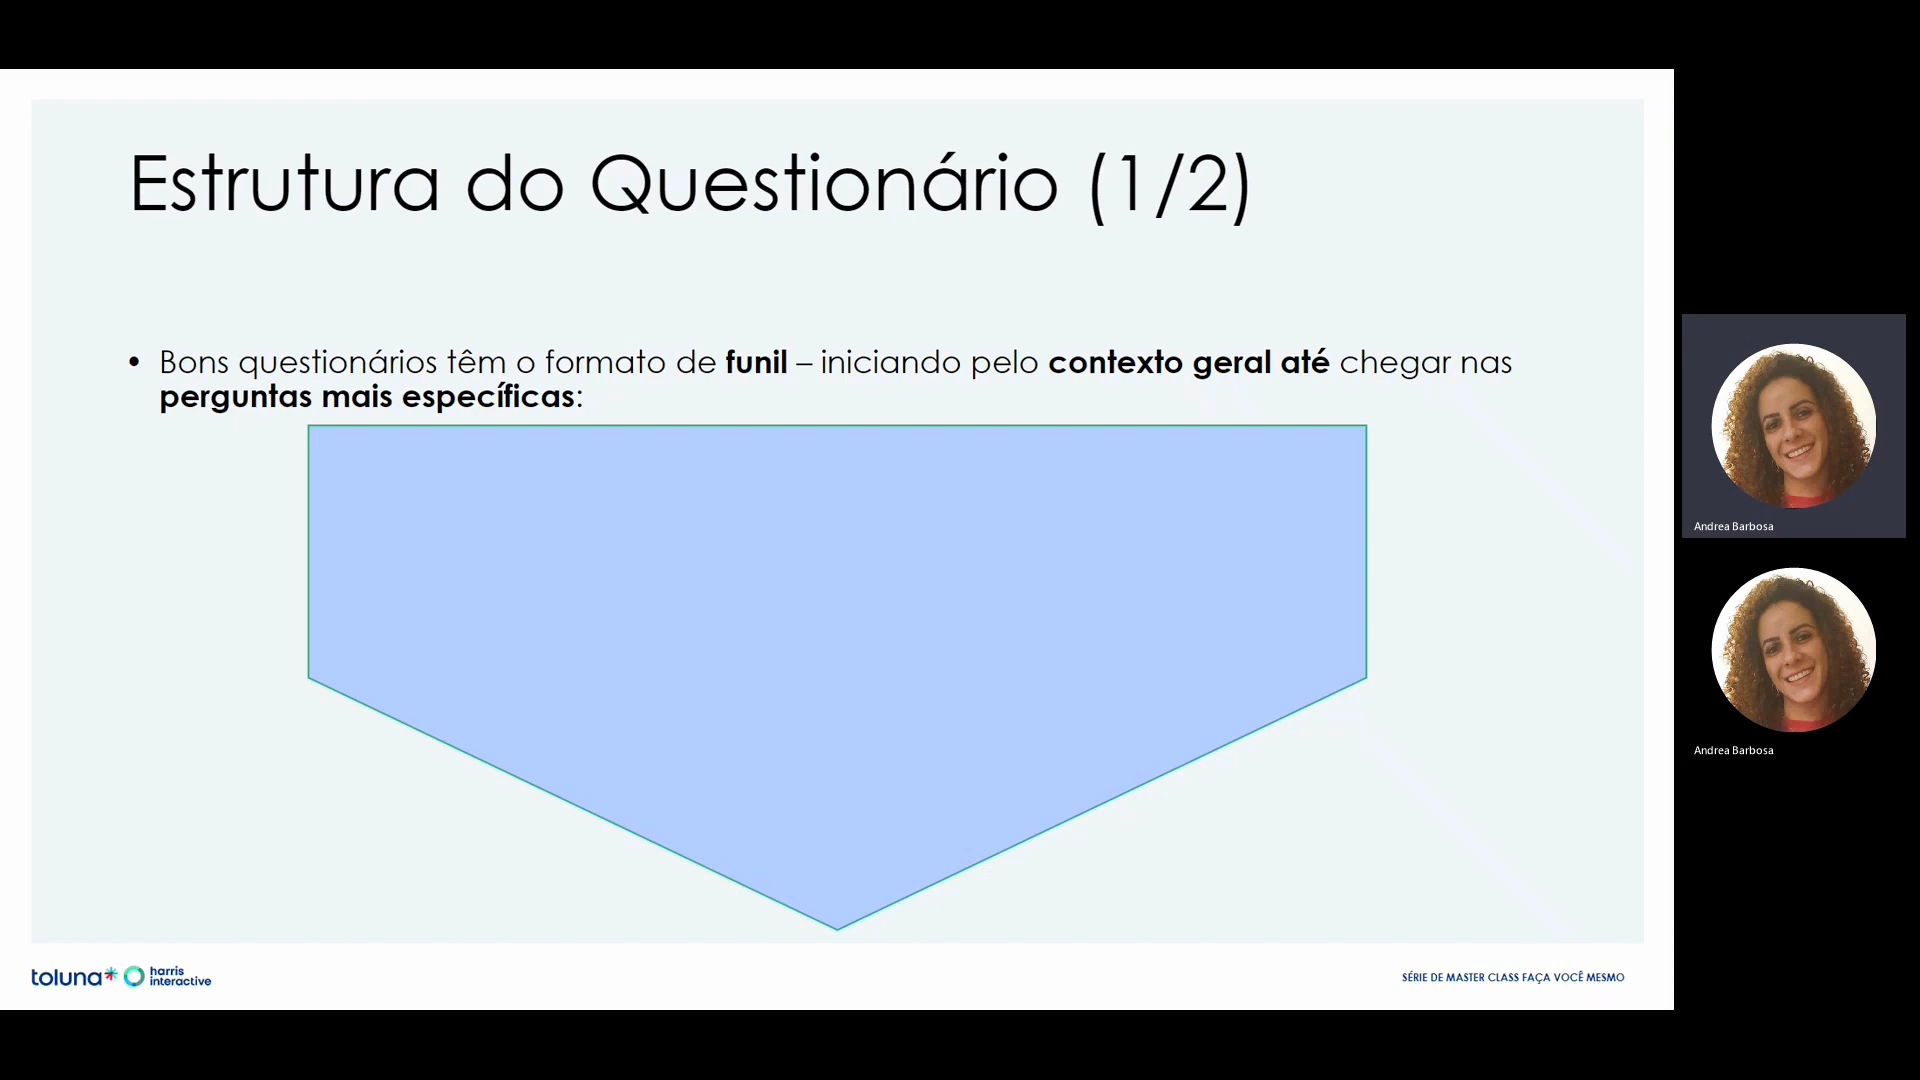 Estrutura do Questionário (1/2)
• Bons questionários têm o formato de funil – iniciando pelo contexto geral até chegar nas
perguntas mais específicas:
Andrea Barbosa
Andrea Barbosa
toluna* harris
interactive
SÉRIE DE MASTER CLASS FAÇA VOCÊ MESMO